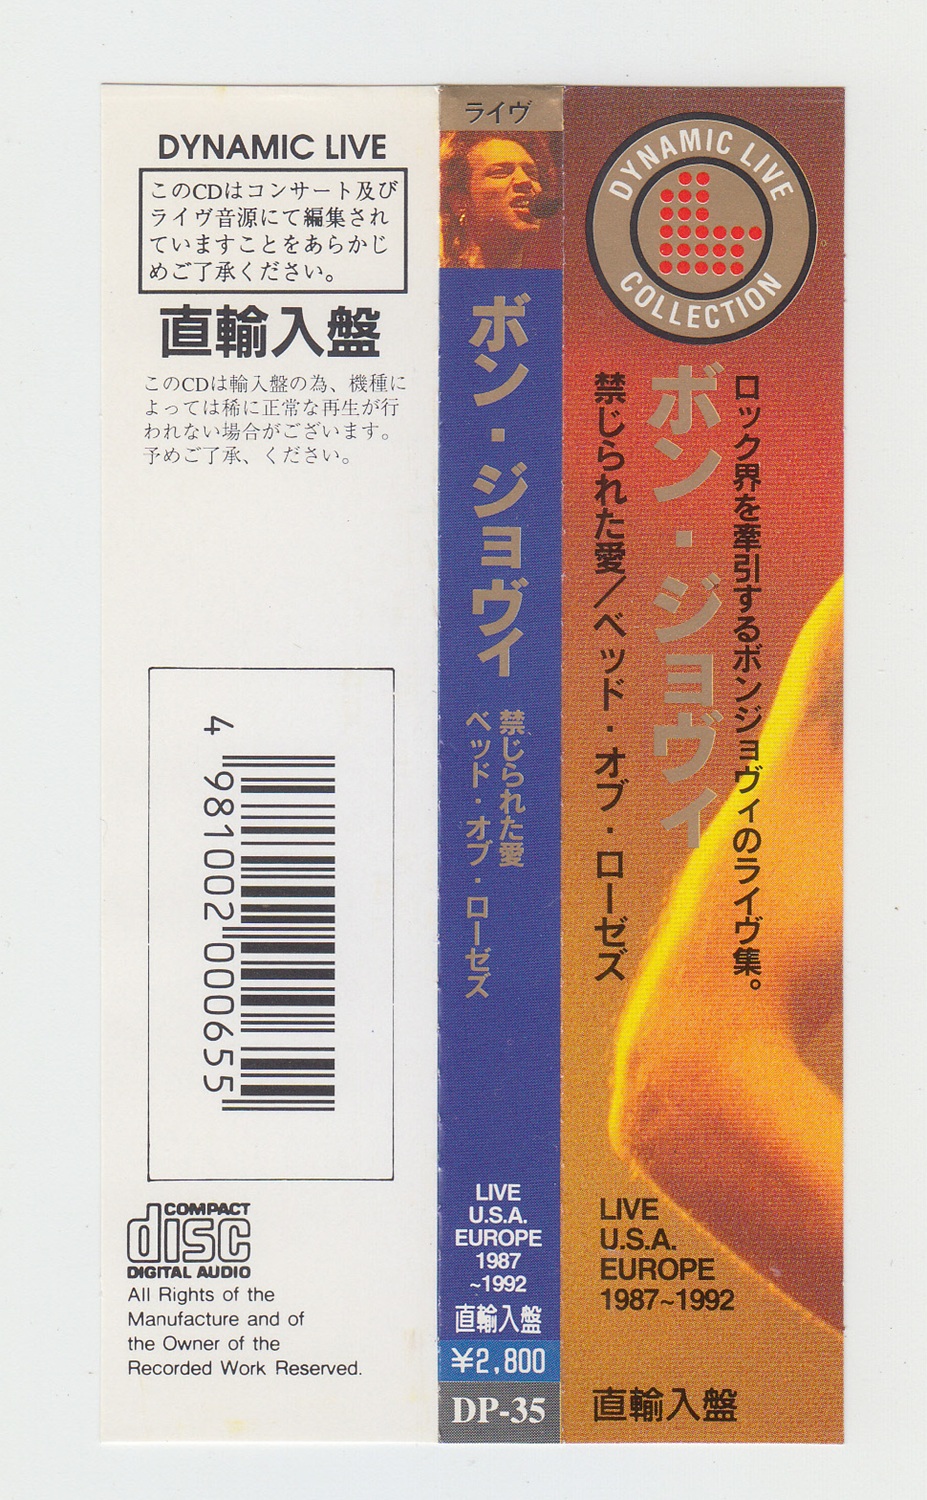 DYNAMIC LIVE
このCDはコンサート及び
ライヴ音源にて編集され
ていますことをあらかじ
めご了承ください。
直輸入盤
このCDは輸入盤の為、機種に
よっては稀に正常な再生が行
われない場合がございます。
予めご了承、ください。
4 981002 000655
COMPACT
disc
DIGITAL AUDIO
All Rights of the
Manufacture and of
the Owner of the
Recorded Work Reserved.
ライヴ
ボン・ジョヴィ
禁じられた愛
ベッド・オブ・ローゼズ
LIVE
U.S.A.
EUROPE
1987
~1992
直輸入盤
¥2,800
DP-35
DYNAMIC LIVE
COLLECTION
ロック界を牽引するボンジョヴィのライヴ集。
ボン・ジョヴィ
禁じられた愛/ベッド・オブ・ローゼズ
LIVE
U.S.A.
EUROPE
1987~1992
直輸入盤